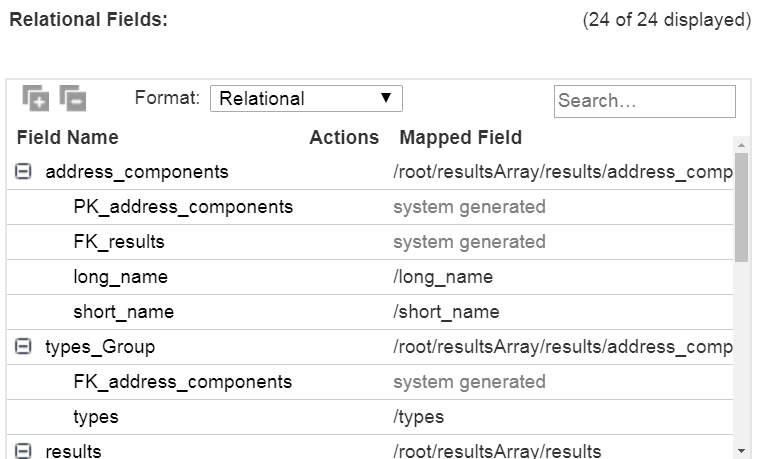 Relational Fields: (24 of 24 displayed)
Format: Relational Search...
Field Name Actions Mapped Field
address_components /root/resultsArray/results/address_comp
PK_address_components system generated
FK_results system generated
long_name /long_name
short_name /short_name
types_Group /root/resultsArray/results/address_comp
FK_address_components system generated
types /types
results /root/resultsArray/results